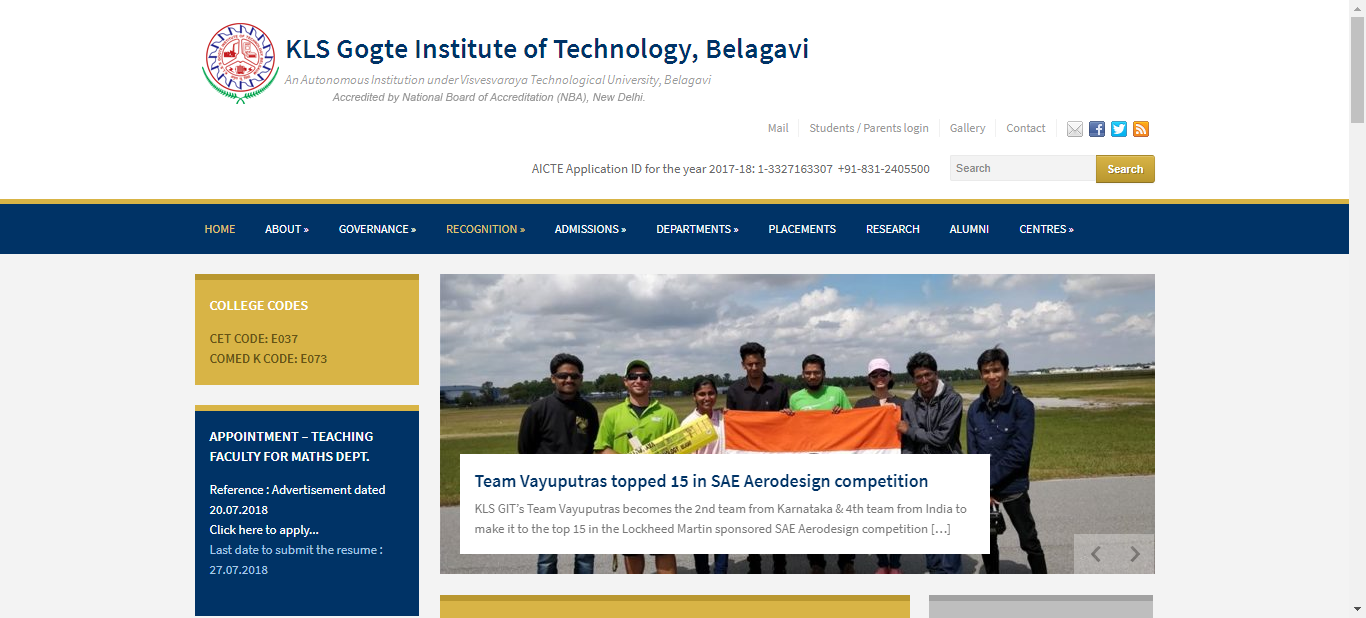 KLS Gogte Institute of Technology, Belagavi
An Autonomous Institution under Visvesvaraya Technological University, Belagavi
Accredited by National Board of Accreditation (NBA), New Delhi.
Mail
Students / Parents login
Gallery
Contact
AICTE Application ID for the year 2017-18: 1-3327163307 +91-831-2405500
Search
Search
HOME
ABOUT »
GOVERNANCE »
RECOGNITION »
ADMISSIONS »
DEPARTMENTS »
PLACEMENTS
RESEARCH
ALUMNI
CENTRES »
COLLEGE CODES
CET CODE: E037
COMED K CODE: E073
APPOINTMENT – TEACHING
FACULTY FOR MATHS DEPT.
Reference : Advertisement dated
20.07.2018
Click here to apply...
Last date to submit the resume :
27.07.2018
Team Vayuputras topped 15 in SAE Aerodesign competition
KLS GIT's Team Vayuputras becomes the 2nd team from Karnataka & 4th team from India to
make it to the top 15 in the Lockheed Martin sponsored SAE Aerodesign competition […]